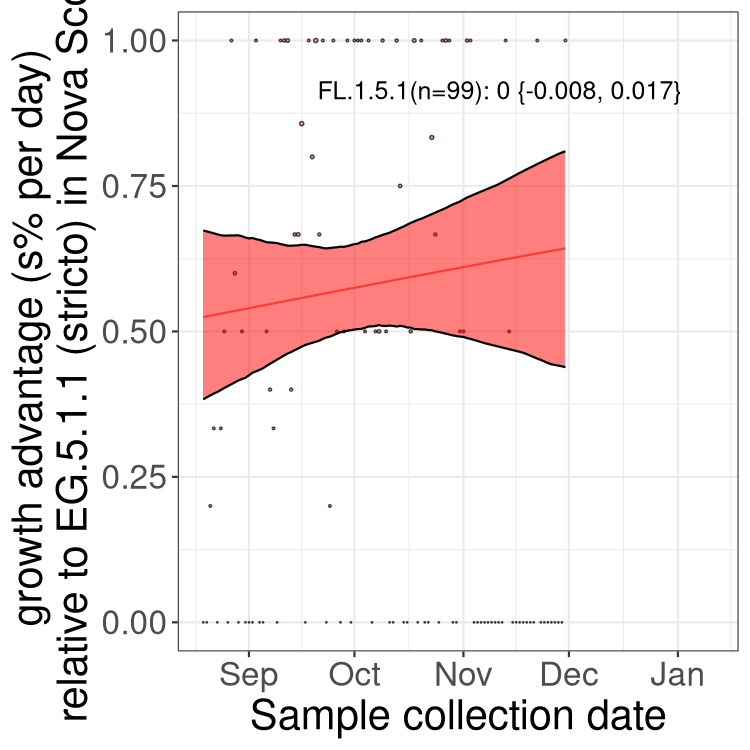 growth advantage (s% per day)
relative to EG.5.1.1 (stricto) in Nova
1.00
0.75
0.50
0.25
0.00
FL.1.5.1(n=99): 0 {-0.008, 0.017}
Sep Oct Nov Dec Jan
Sample collection date